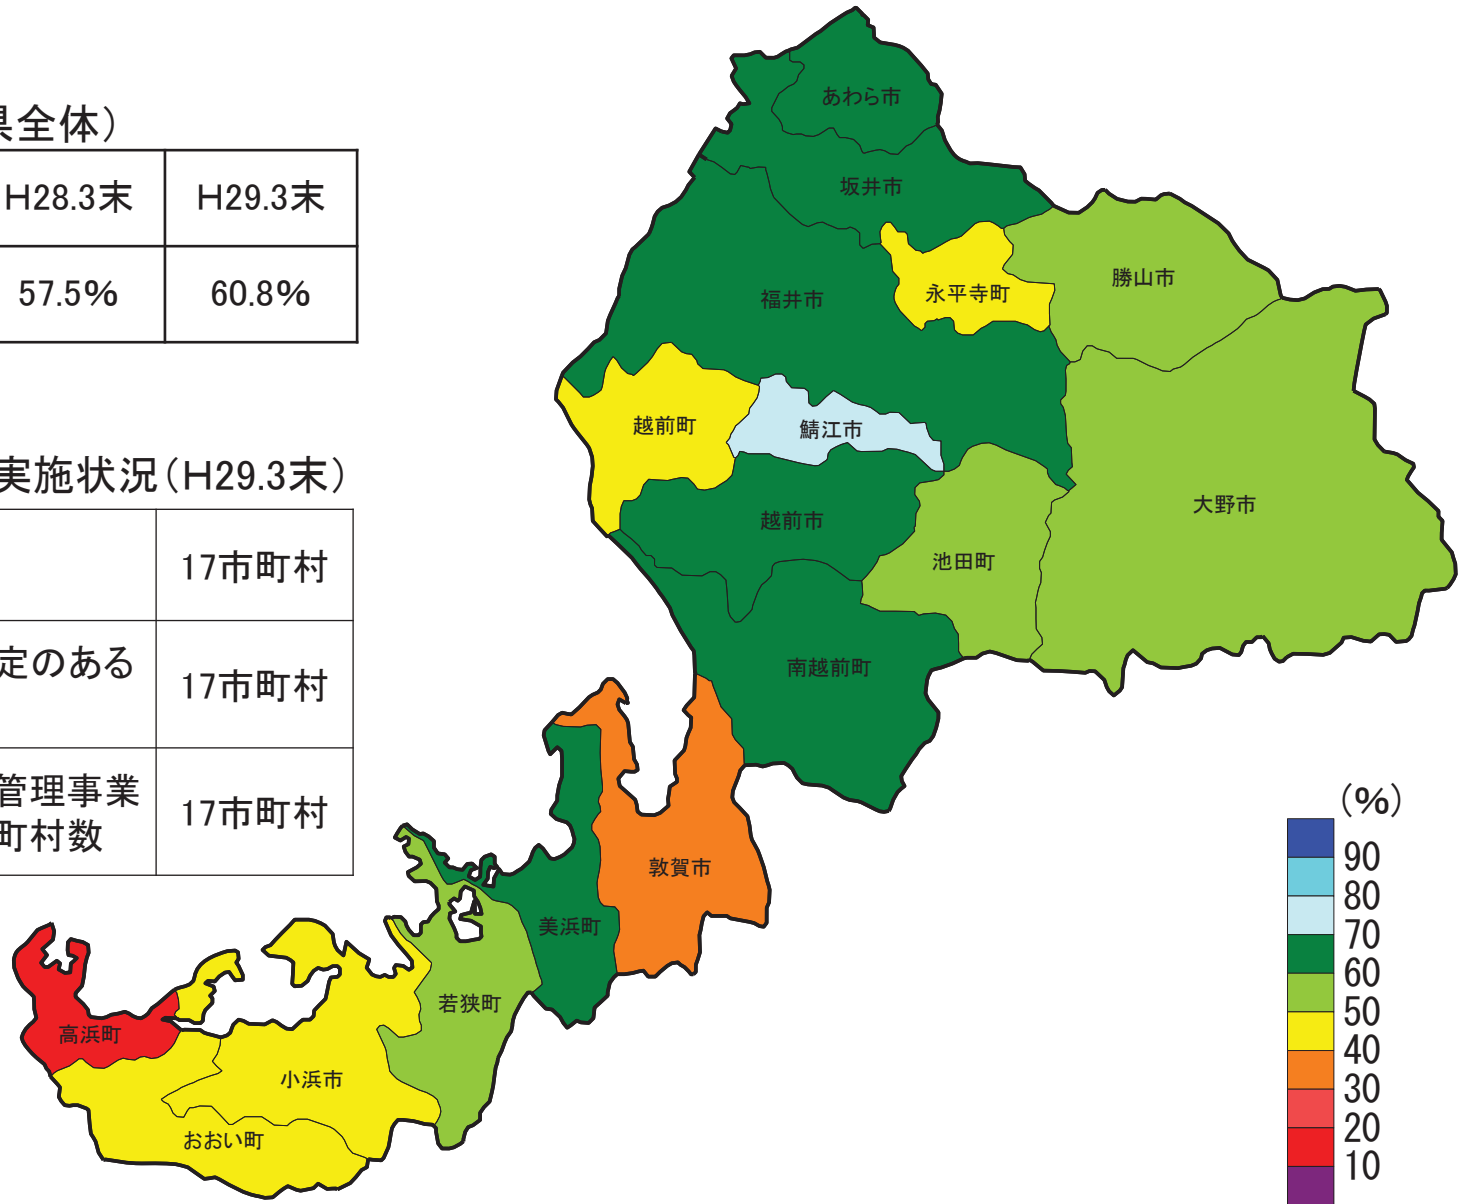 県全体）
H28.3末 H29.3末
57.5% 60.8%
実施状況（H29.3末）
17市町村
定のある
17市町村
管理事業
町村数
17市町村
あわら市
坂井市
福井市
永平寺町
勝山市
越前町
鯖江市
大野市
越前市
池田町
南越前町
敦賀市
美浜町
若狭町
高浜町
小浜市
おおい町
(%)
90
80
70
60
50
40
30
20
10